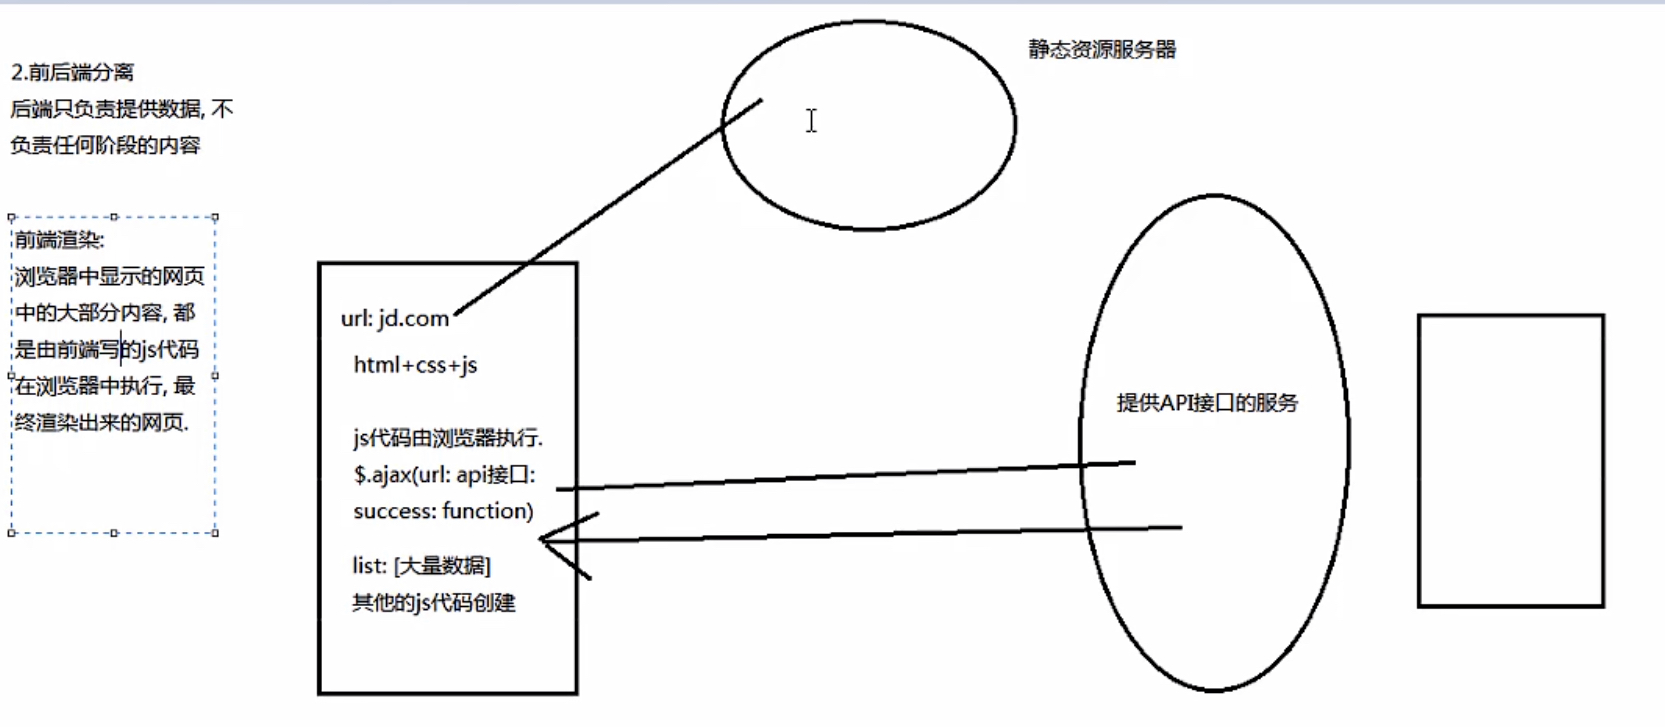 2.前后端分离
后端只负责提供数据, 不
负责任何阶段的内容
前端渲染:
浏览器中显示的网页
中的大部分内容, 都
是由前端写的js代码
在浏览器中执行, 最
终渲染出来的网页.
静态资源服务器
url: jd.com
html+css+js
js代码由浏览器执行.
$.ajax(url: api接口:
success: function)
list: [大量数据]
其他的js代码创建
提供API接口的服务